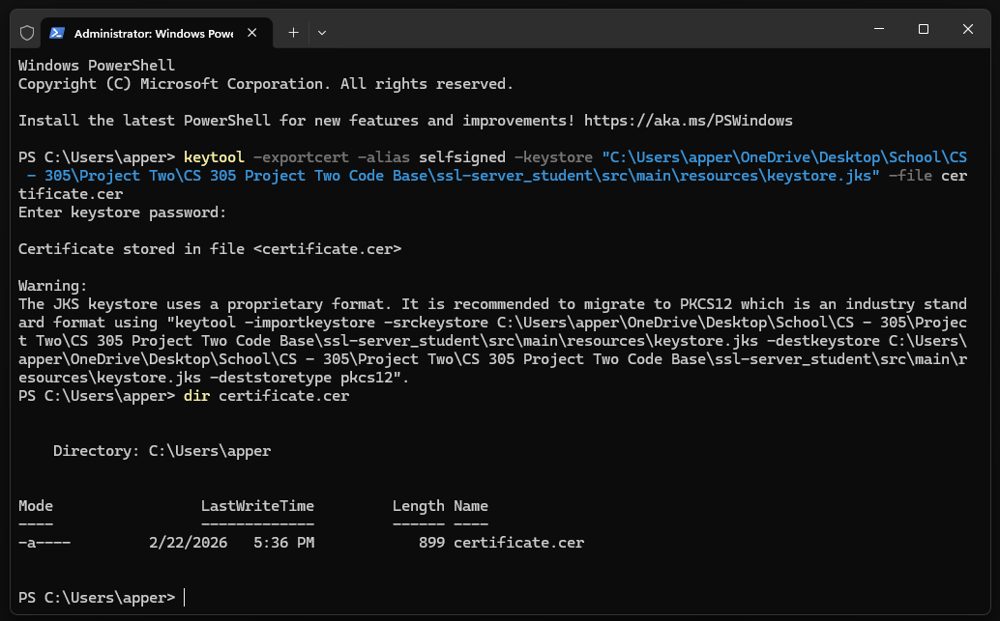 Administrator: Windows Powe
Windows PowerShell
Copyright (C) Microsoft Corporation. All rights reserved.
Install the latest PowerShell for new features and improvements! https://aka.ms/PSWindows
PS C:\Users\apper> keytool -exportcert -alias selfsigned -keystore "C:\Users\apper\OneDrive\Desktop\School\CS
- 305\Project Two\CS 305 Project Two Code Base\ssl-server_student\src\main\resources\keystore.jks" -file cer
tificate.cer
Enter keystore password:
Certificate stored in file <certificate.cer>
Warning:
The JKS keystore uses a proprietary format. It is recommended to migrate to PKCS12 which is an industry stand
ard format using "keytool -importkeystore -srckeystore C:\Users\apper\OneDrive\Desktop\School\CS - 305\Projec
t Two\CS 305 Project Two Code Base\ssl-server_student\src\main\resources\keystore.jks -destkeystore C:\Users\
apper\OneDrive\Desktop\School\CS - 305\Project Two\CS 305 Project Two Code Base\ssl-server_student\src\main\r
esources\keystore.jks -deststoretype pkcs12".
PS C:\Users\apper> dir certificate.cer
    Directory: C:\Users\apper
Mode                 LastWriteTime         Length Name
----                 -------------         ------ ----
-a----         2/22/2026   5:36 PM            899 certificate.cer
PS C:\Users\apper>